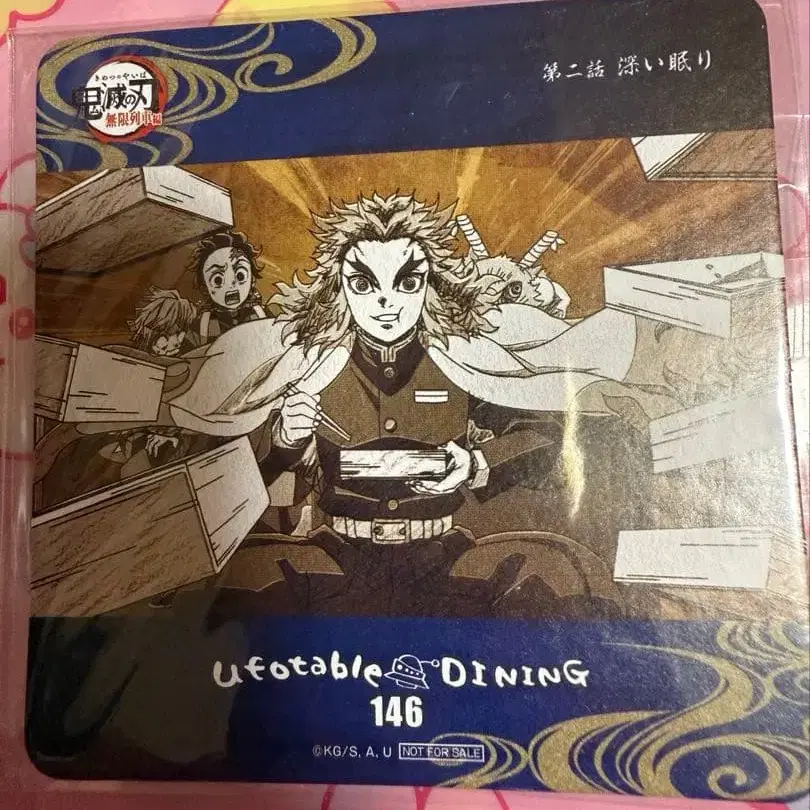 第二話 深い眠り
きめつのやいば
鬼滅の刃
無限列車編
ufotable DINING
146
©KG/S, A, U NOT FOR SALE